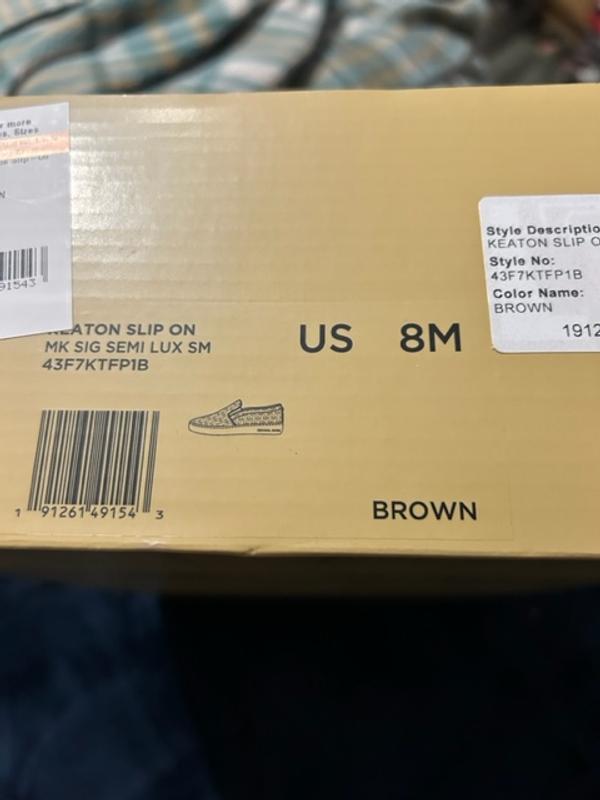 r more
es, Sizes
N
91543
Style Descriptio
KEATON SLIP O
Style No:
43F7KTFP1B
Color Name:
BROWN
1912
KEATON SLIP ON
MK SIG SEMI LUX SM
43F7KTFP1B
US 8M
1 91261 49154 3
BROWN